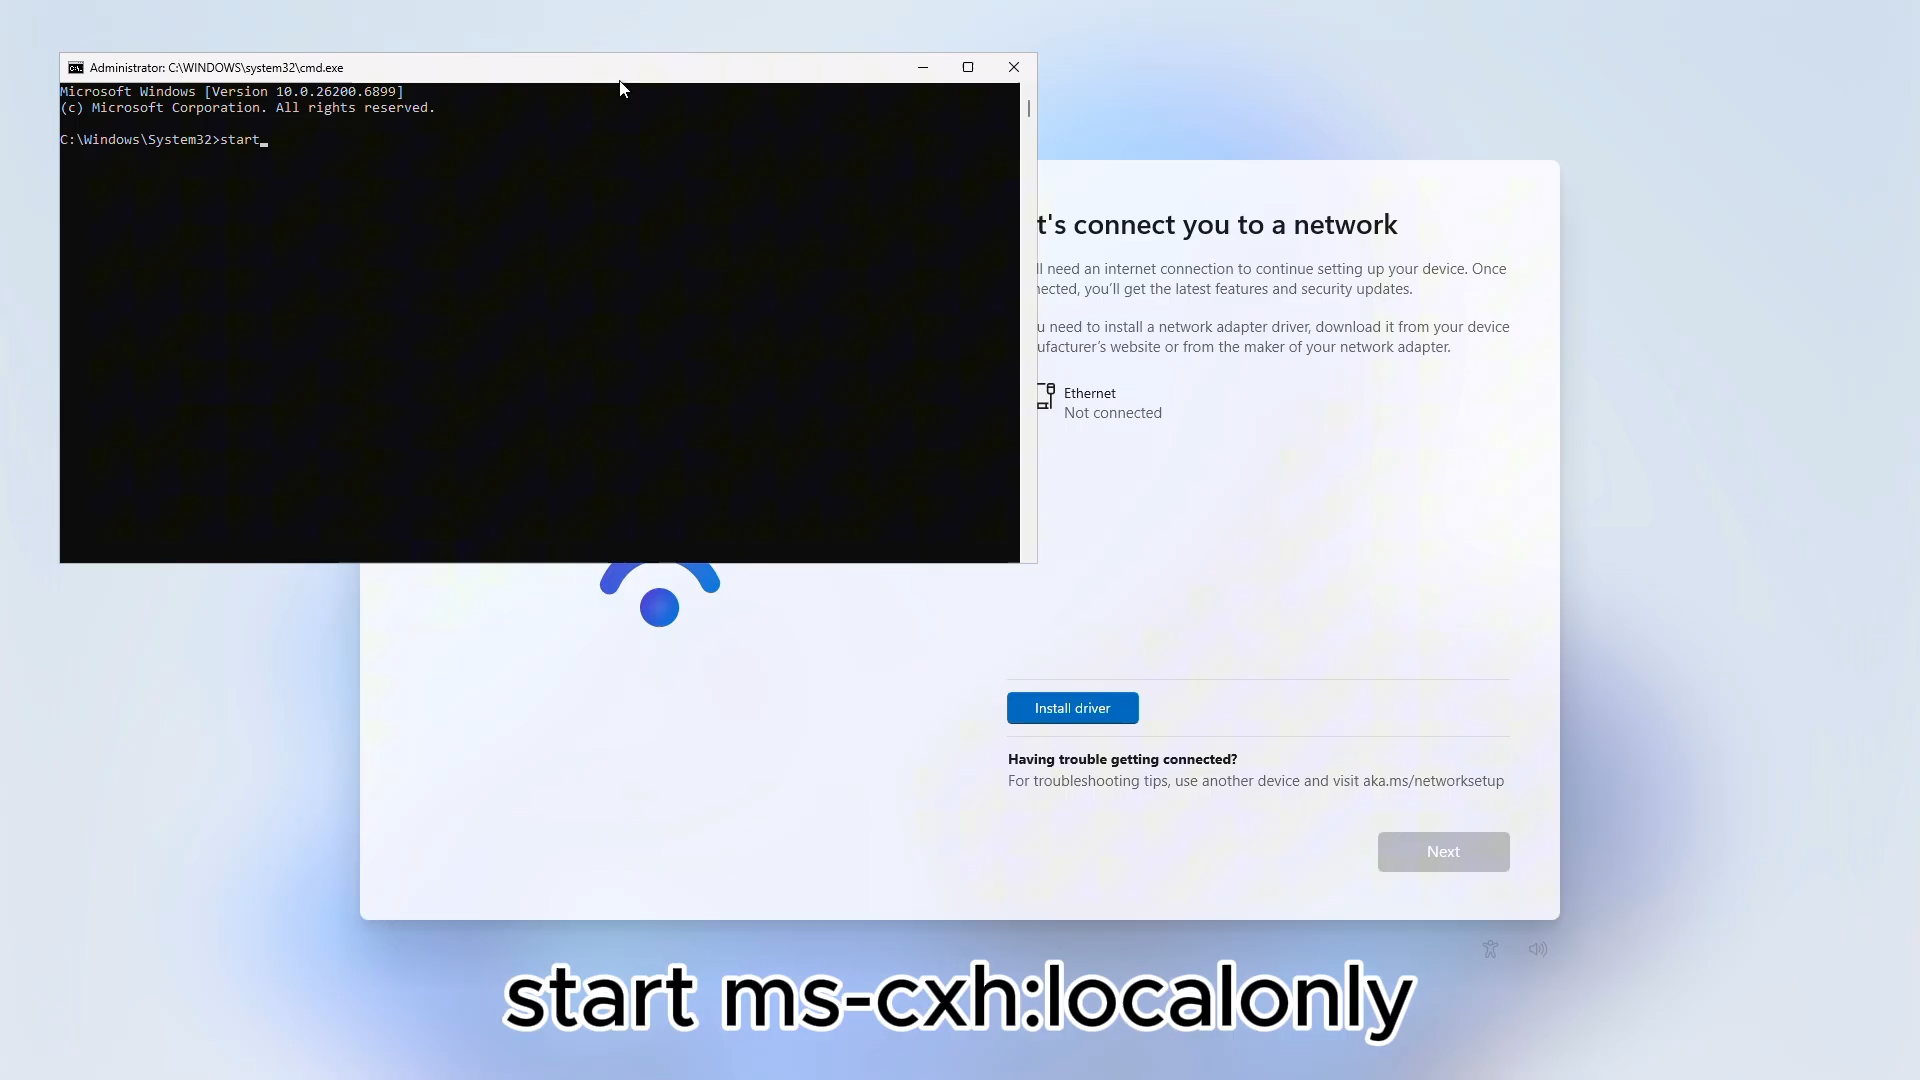 Administrator: C:\WINDOWS\system32\cmd.exe
Microsoft Windows [Version 10.0.26200.6899]
(c) Microsoft Corporation. All rights reserved.
C:\Windows\System32>start
t's connect you to a network
ll need an internet connection to continue setting up your device. Once
nected, you'll get the latest features and security updates.
u need to install a network adapter driver, download it from your device
ufacturer's website or from the maker of your network adapter.
Ethernet
Not connected
Install driver
Having trouble getting connected?
For troubleshooting tips, use another device and visit aka.ms/networksetup
Next
start ms-cxh:localonly